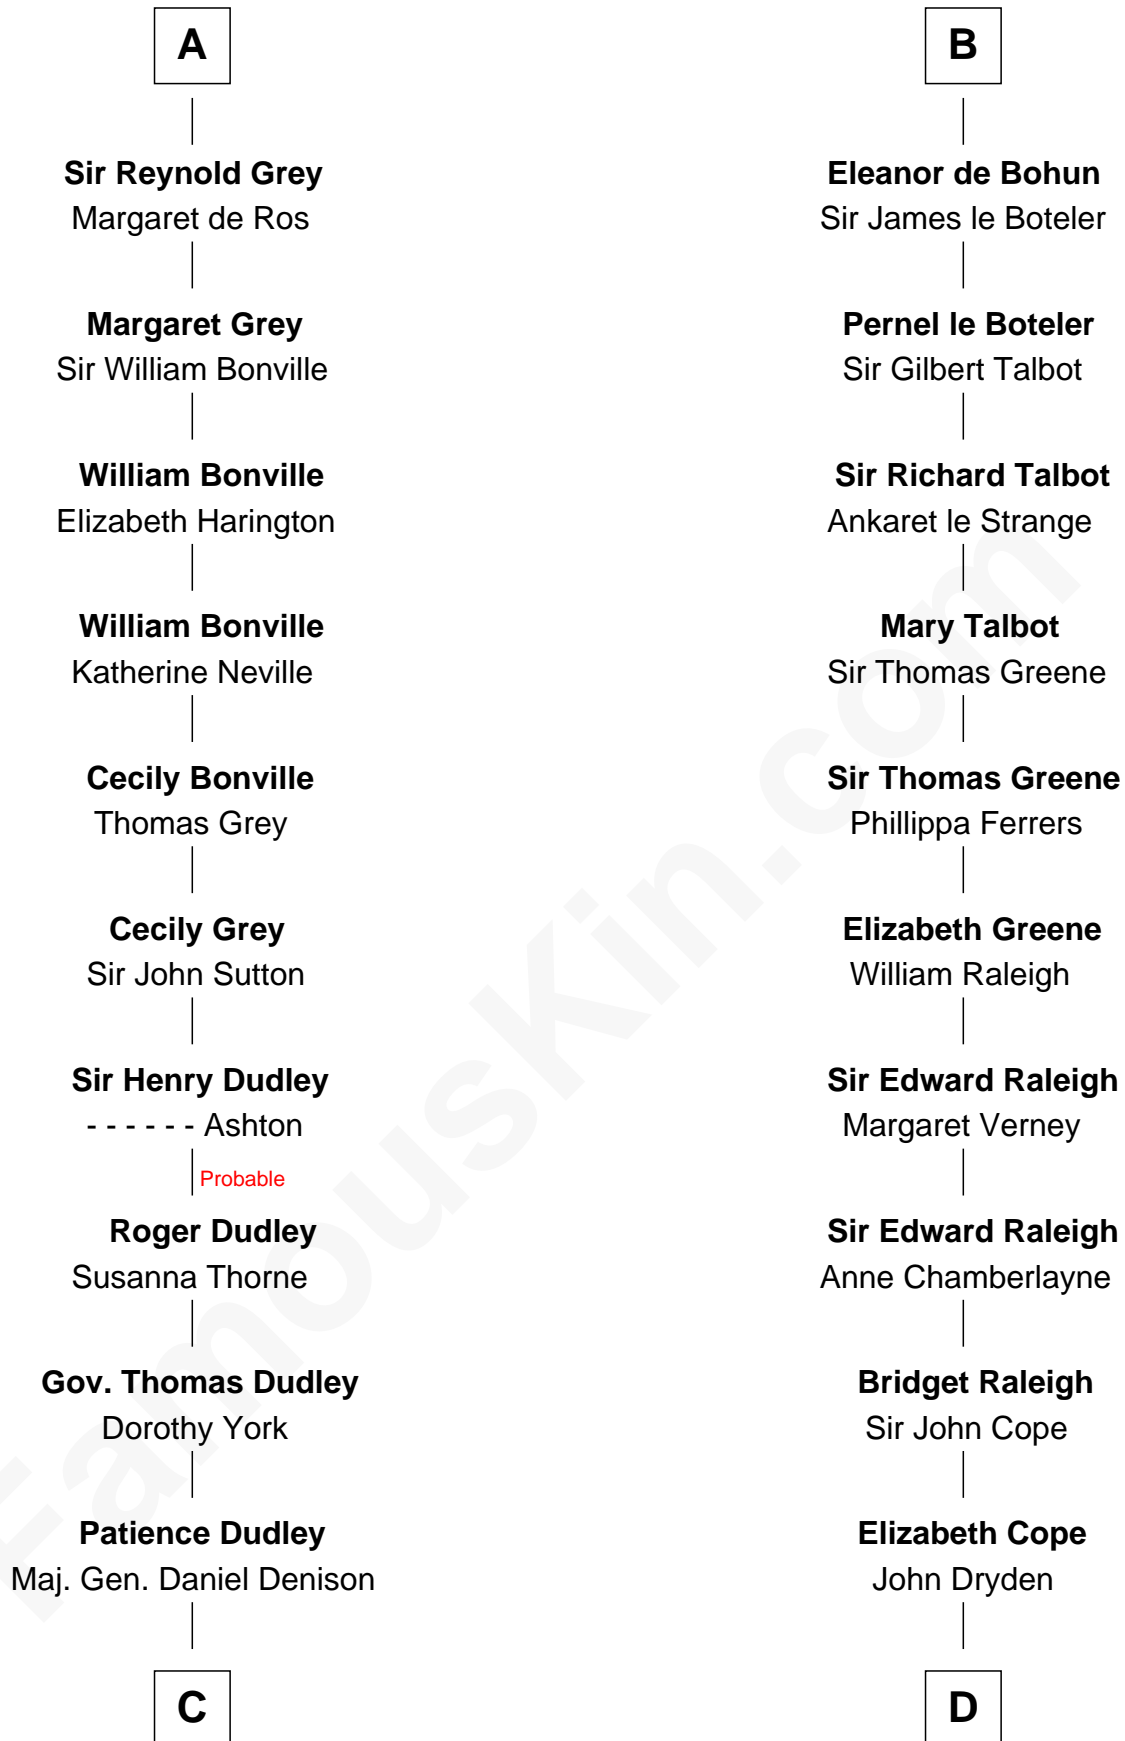 A
Sir Reynold Grey
Margaret de Ros
Margaret Grey
Sir William Bonville
William Bonville
Elizabeth Harington
William Bonville
Katherine Neville
Cecily Bonville
Thomas Grey
Cecily Grey
Sir John Sutton
Sir Henry Dudley
- - - - - - Ashton
Probable
Roger Dudley
Susanna Thorne
Gov. Thomas Dudley
Dorothy York
Patience Dudley
Maj. Gen. Daniel Denison
C
B
Eleanor de Bohun
Sir James le Boteler
Pernel le Boteler
Sir Gilbert Talbot
Sir Richard Talbot
Ankaret le Strange
Mary Talbot
Sir Thomas Greene
Sir Thomas Greene
Phillippa Ferrers
Elizabeth Greene
William Raleigh
Sir Edward Raleigh
Margaret Verney
Sir Edward Raleigh
Anne Chamberlayne
Bridget Raleigh
Sir John Cope
Elizabeth Cope
John Dryden
D
FamousKin.com